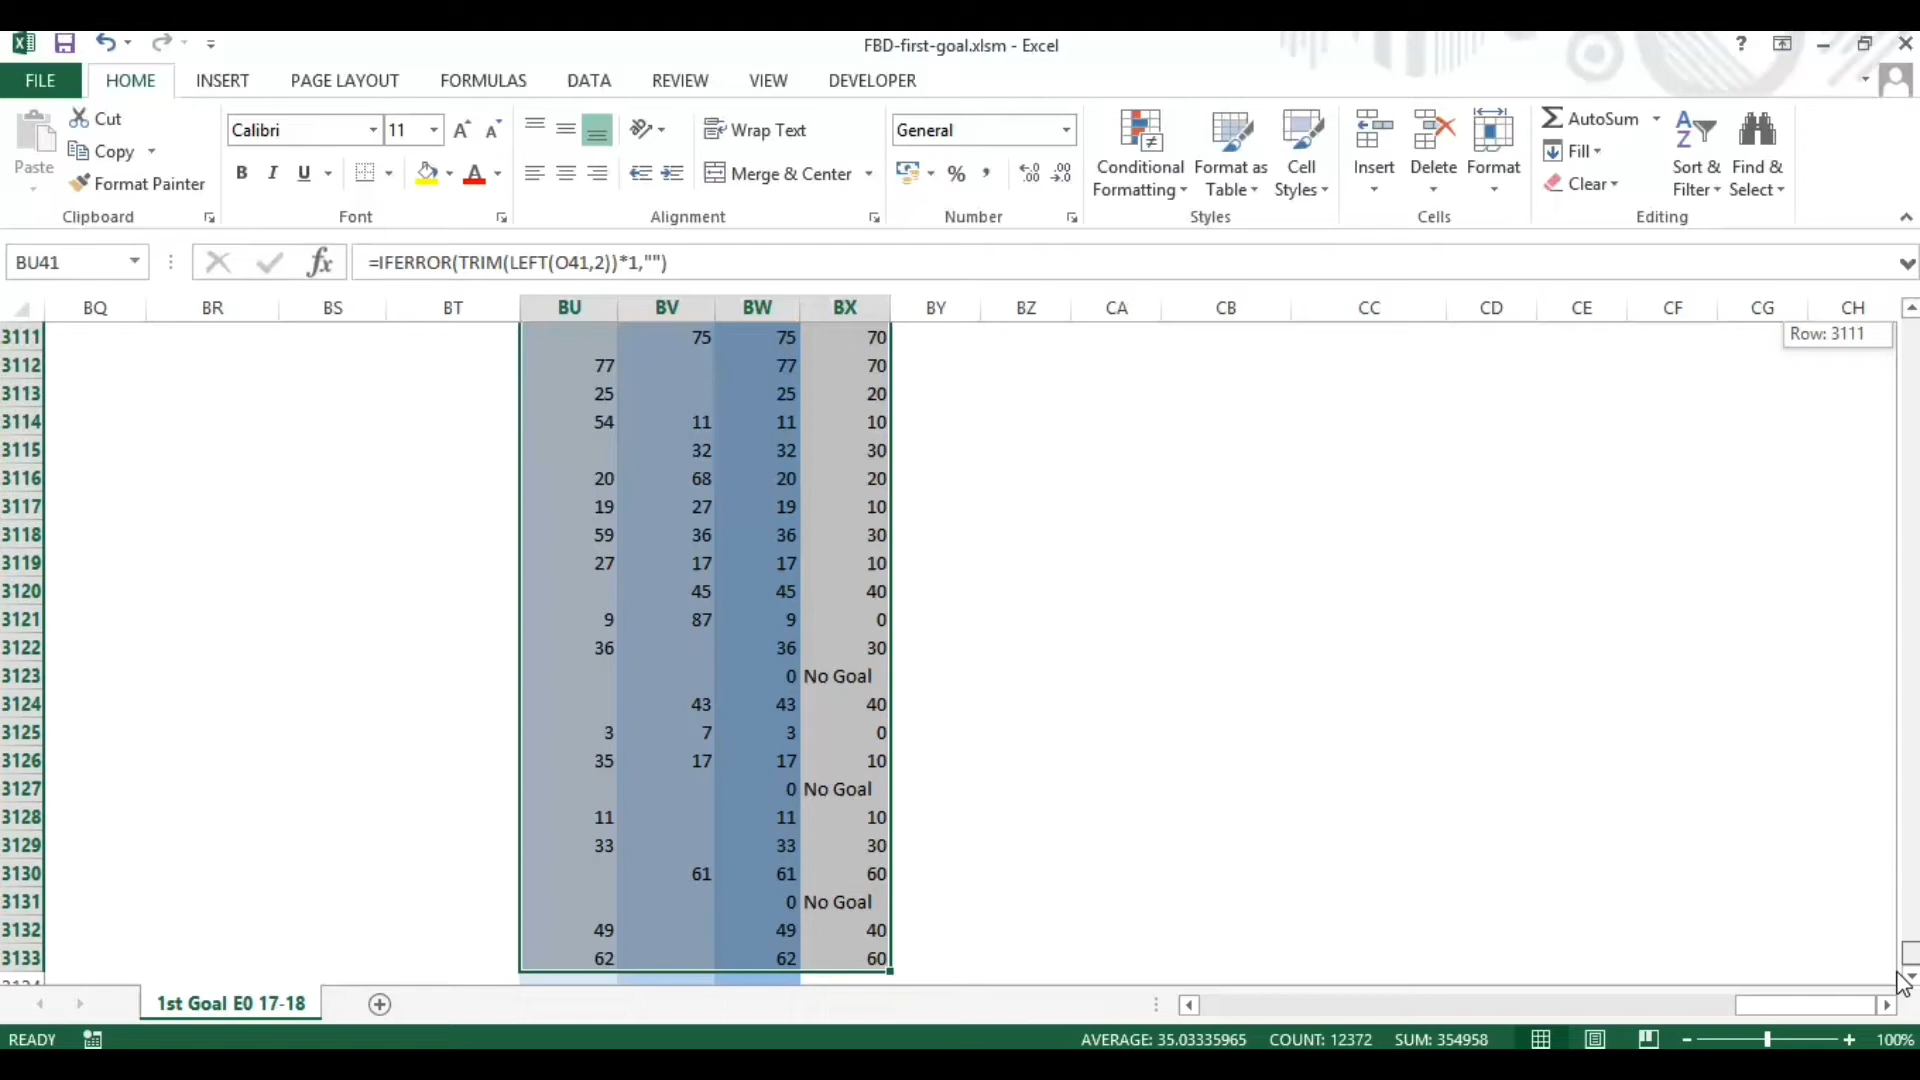 FBD-first-goal.xlsm - Excel
?
FILE HOME INSERT PAGE LAYOUT FORMULAS DATA REVIEW VIEW DEVELOPER
Paste Cut Copy Format Painter Clipboard
Calibri 11 A A B I U A Font
Wrap Text Merge & Center Alignment
General % , .0 .00 Number
Conditional Formatting Format as Table Cell Styles Styles
Insert Delete Format Cells
AutoSum Fill Clear Sort & Filter Find & Select Editing
BU41 fx =IFERROR(TRIM(LEFT(O41,2))*1,"")
BQ BR BS BT BU BV BW BX BY BZ CA CB CC CD CE CF CG CH
Row: 3111
3111 75 75 70
3112 77 77 70
3113 25 25 20
3114 54 11 11 10
3115 32 32 30
3116 20 68 20 20
3117 19 27 19 10
3118 59 36 36 30
3119 27 17 17 10
3120 45 45 40
3121 9 87 9 0
3122 36 36 30
3123 0 No Goal
3124 43 43 40
3125 3 7 3 0
3126 35 17 17 10
3127 0 No Goal
3128 11 11 10
3129 33 33 30
3130 61 61 60
3131 0 No Goal
3132 49 49 40
3133 62 62 60
1st Goal E0 17-18
READY AVERAGE: 35.03335965 COUNT: 12372 SUM: 354958 100%